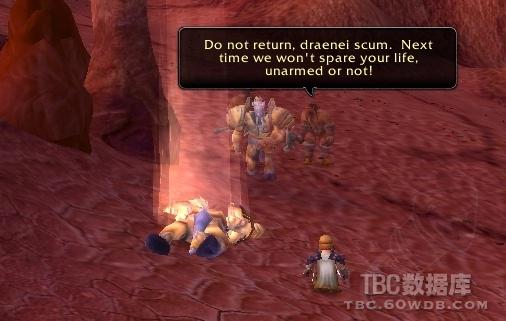 Do not return, draenei scum.  Next
time we won't spare your life,
unarmed or not!
TBC数据库
TBC.60WDB.COM